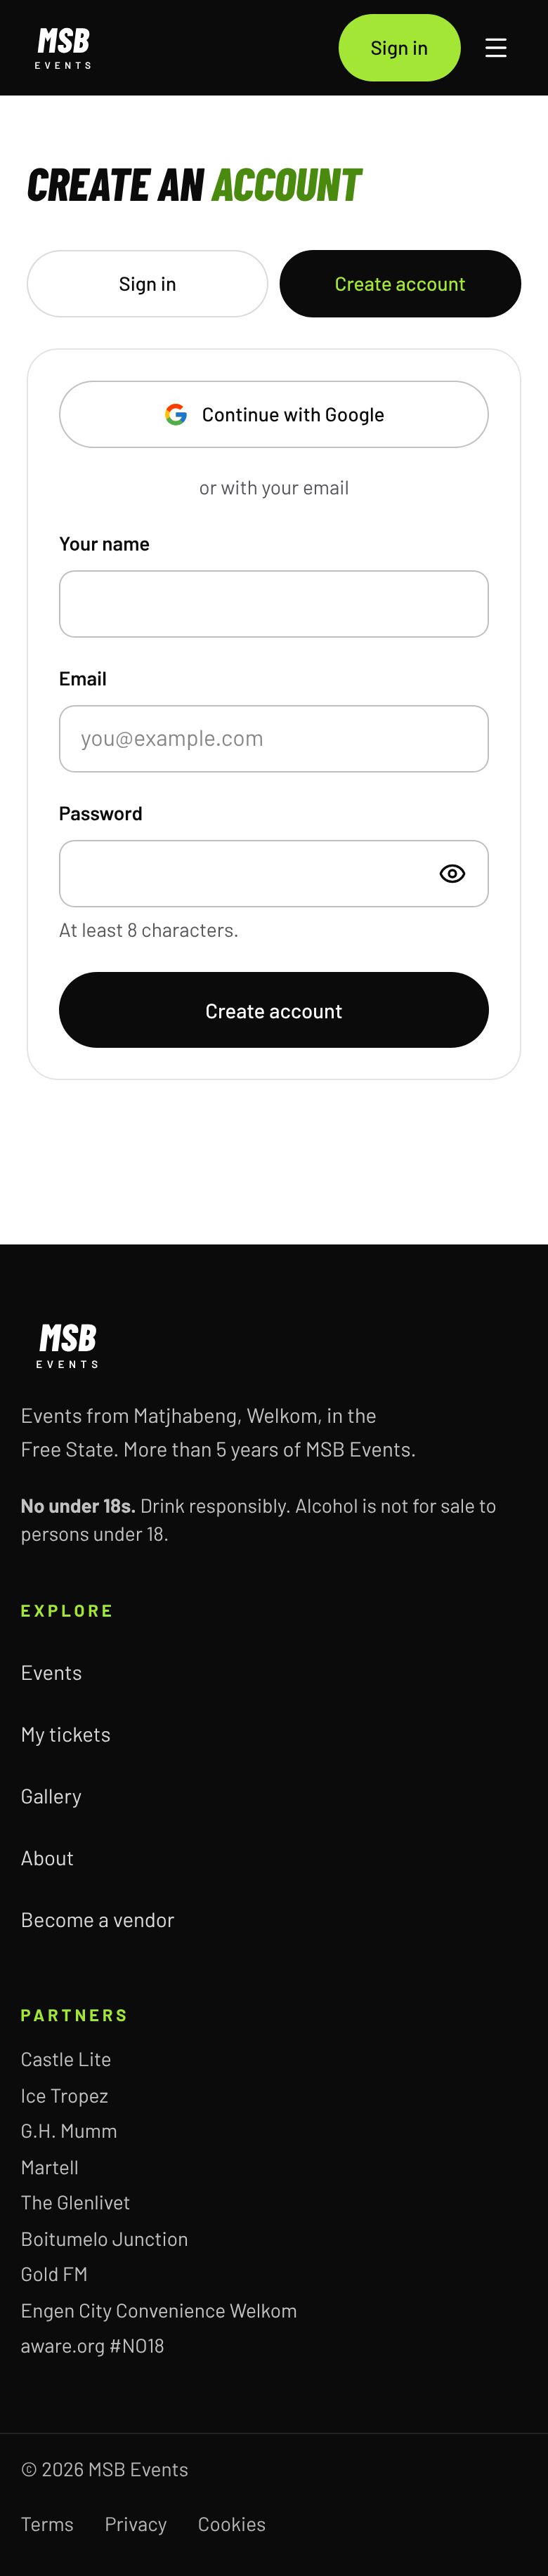 MSB
EVENTS
Sign in
CREATE AN ACCOUNT
Sign in
Create account
Continue with Google
or with your email
Your name
Email
you@example.com
Password
At least 8 characters.
Create account
MSB
EVENTS
Events from Matjhabeng, Welkom, in the
Free State. More than 5 years of MSB Events.
No under 18s. Drink responsibly. Alcohol is not for sale to
persons under 18.
EXPLORE
Events
My tickets
Gallery
About
Become a vendor
PARTNERS
Castle Lite
Ice Tropez
G.H. Mumm
Martell
The Glenlivet
Boitumelo Junction
Gold FM
Engen City Convenience Welkom
aware.org #NO18
© 2026 MSB Events
Terms Privacy Cookies